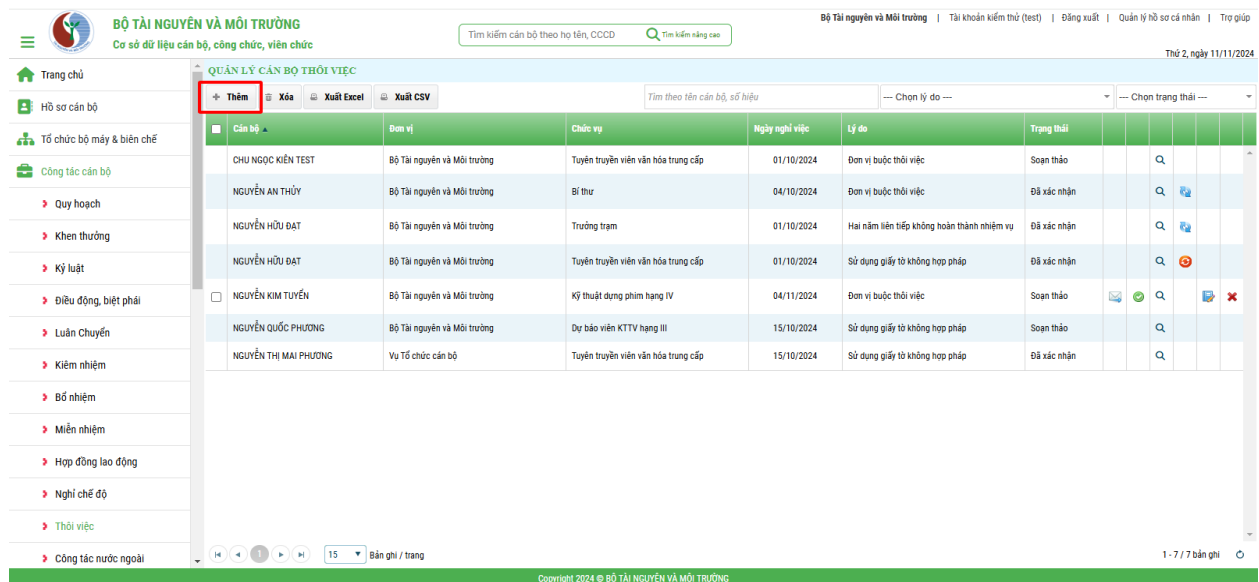 BỘ TÀI NGUYÊN VÀ MÔI TRƯỜNG
Cơ sở dữ liệu cán bộ, công chức, viên chức
Tìm kiếm cán bộ theo họ tên, CCCD Tìm kiếm nâng cao
Bộ Tài nguyên và Môi trường | Tài khoản kiểm thử (test) | Đăng xuất | Quản lý hồ sơ cá nhân | Trợ giúp
Thứ 2, ngày 11/11/2024
Trang chủ
Hồ sơ cán bộ
Tổ chức bộ máy & biên chế
Công tác cán bộ
Quy hoạch
Khen thưởng
Kỷ luật
Điều động, biệt phái
Luân Chuyển
Kiêm nhiệm
Bổ nhiệm
Miễn nhiệm
Hợp đồng lao động
Nghỉ chế độ
Thôi việc
Công tác nước ngoài
QUẢN LÝ CÁN BỘ THÔI VIỆC
Thêm Xóa Xuất Excel Xuất CSV Tìm theo tên cán bộ, số hiệu --- Chọn lý do --- --- Chọn trạng thái ---
Cán bộ Đơn vị Chức vụ Ngày nghỉ việc Lý do Trạng thái
CHU NGỌC KIÊN TEST Bộ Tài nguyên và Môi trường Tuyên truyền viên văn hóa trung cấp 01/10/2024 Đơn vị buộc thôi việc Soạn thảo
NGUYỄN AN THỦY Bộ Tài nguyên và Môi trường Bí thư 04/10/2024 Đơn vị buộc thôi việc Đã xác nhận
NGUYỄN HỮU ĐẠT Bộ Tài nguyên và Môi trường Trưởng trạm 01/10/2024 Hai năm liên tiếp không hoàn thành nhiệm vụ Đã xác nhận
NGUYỄN HỮU ĐẠT Bộ Tài nguyên và Môi trường Tuyên truyền viên văn hóa trung cấp 01/10/2024 Sử dụng giấy tờ không hợp pháp Đã xác nhận
NGUYỄN KIM TUYẾN Bộ Tài nguyên và Môi trường Kỹ thuật dựng phim hạng IV 04/11/2024 Đơn vị buộc thôi việc Soạn thảo
NGUYỄN QUỐC PHƯƠNG Bộ Tài nguyên và Môi trường Dự báo viên KTTV hạng III 15/10/2024 Sử dụng giấy tờ không hợp pháp Soạn thảo
NGUYỄN THỊ MAI PHƯƠNG Vụ Tổ chức cán bộ Tuyên truyền viên văn hóa trung cấp 15/10/2024 Sử dụng giấy tờ không hợp pháp Đã xác nhận
1 15 Bản ghi / trang 1 - 7 / 7 bản ghi
Copyright 2024 © BỘ TÀI NGUYÊN VÀ MÔI TRƯỜNG